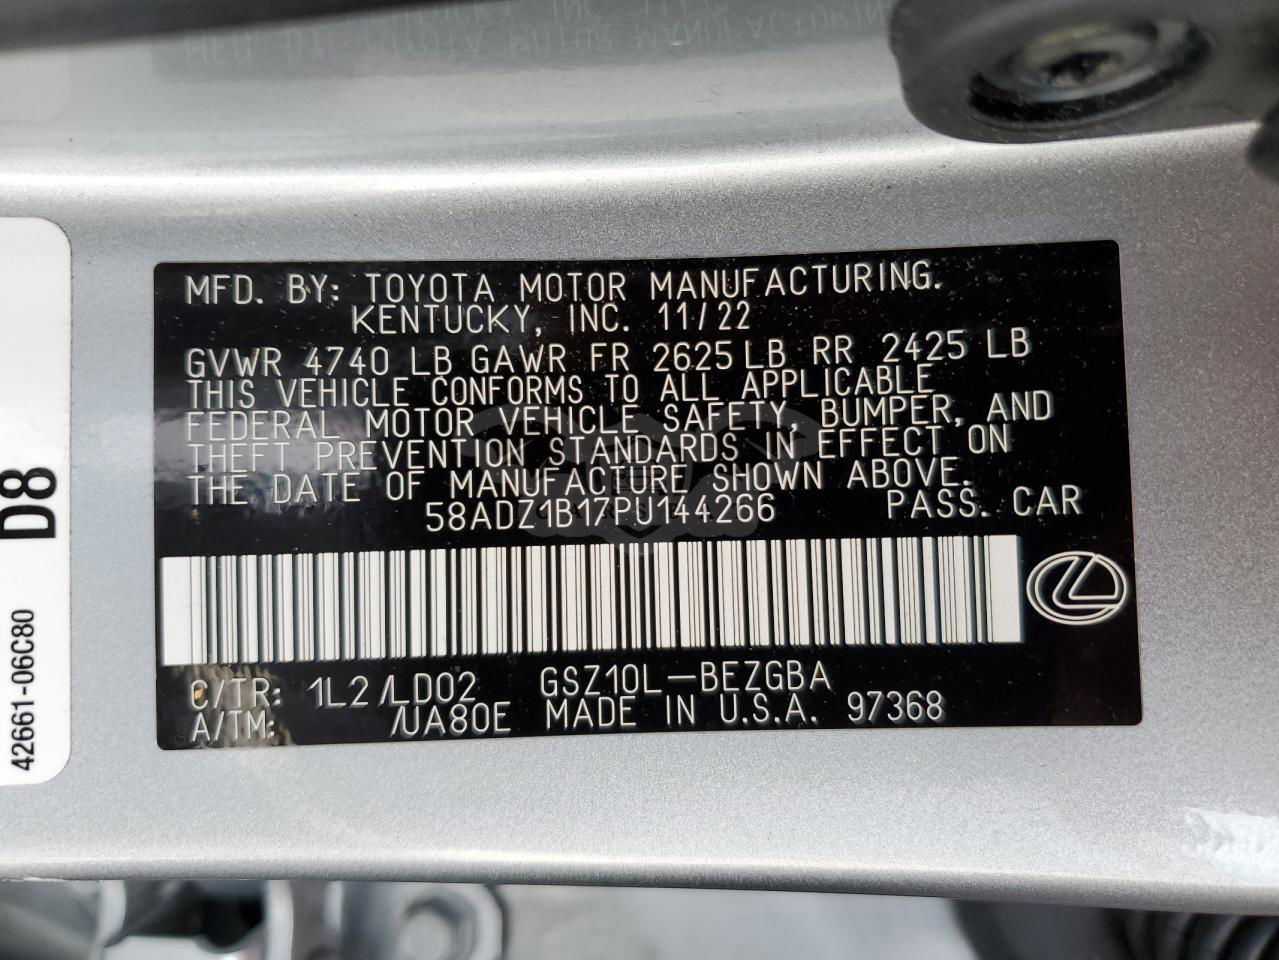 MFD. BY: TOYOTA MOTOR MANUFACTURING.
KENTUCKY, INC. 11/22
GVWR 4740 LB GAWR FR 2625 LB RR 2425 LB
THIS VEHICLE CONFORMS TO ALL APPLICABLE
FEDERAL MOTOR VEHICLE SAFETY, BUMPER, AND
THEFT PREVENTION STANDARDS IN EFFECT ON
THE DATE OF MANUFACTURE SHOWN ABOVE.
58ADZ1B17PU144266 PASS. CAR
C/TR: 1L2 /LD02 GSZ10L-BEZGBA
A/TM: /UA80E MADE IN U.S.A. 97368
D8
42661-06C80